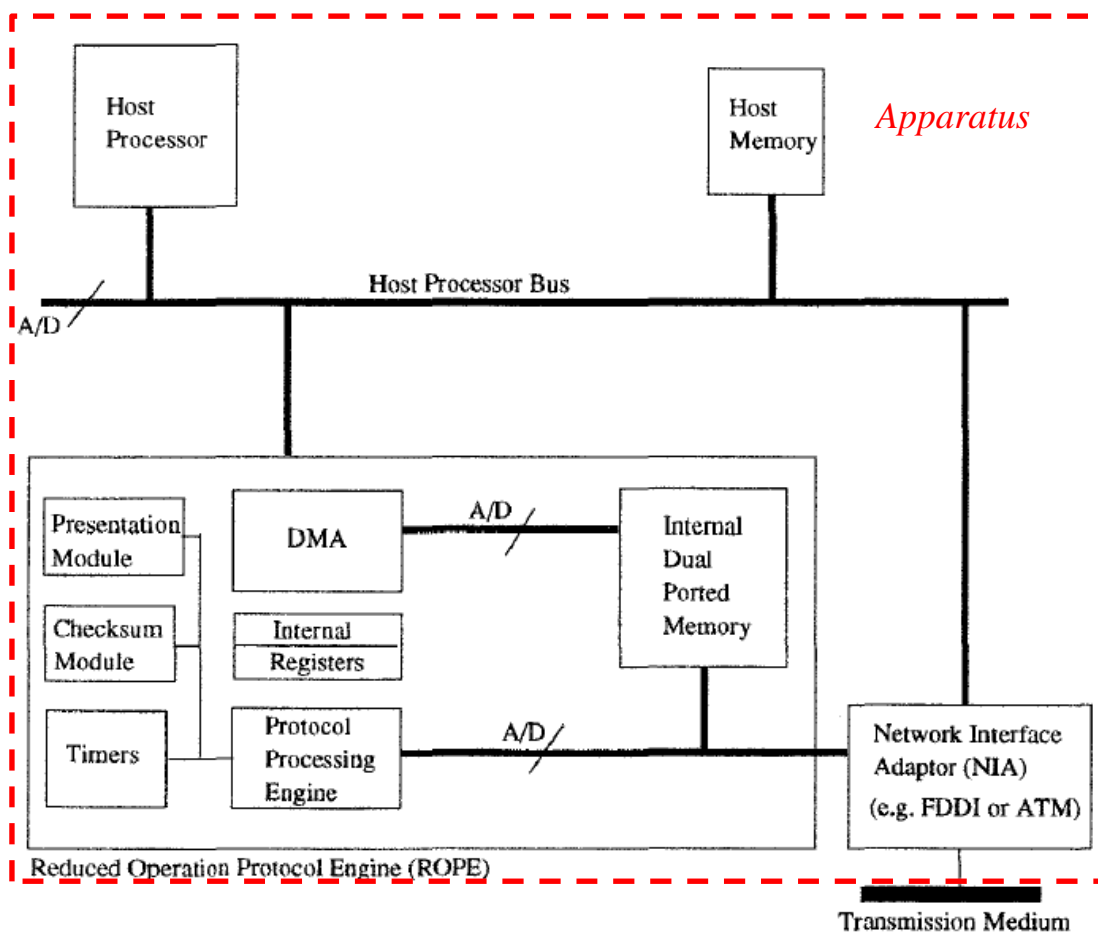 Host
Processor
Host
Memory
Apparatus
Host Processor Bus
A/D
Presentation
Module
DMA
A/D
Internal
Dual
Ported
Memory
Checksum
Module
Internal
Registers
Timers
Protocol
Processing
Engine
A/D
Network Interface
Adaptor (NIA)
(e.g. FDDI or ATM)
Reduced Operation Protocol Engine (ROPE)
Transmission Medium